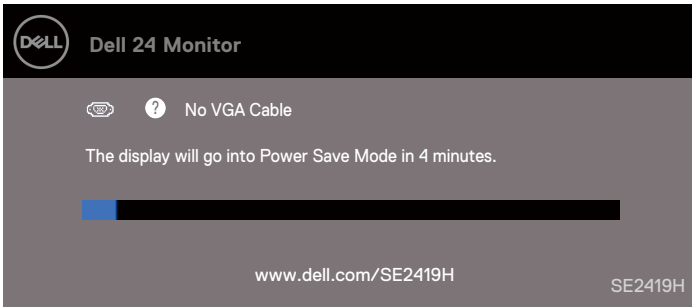 DELL
Dell 24 Monitor
? No VGA Cable
The display will go into Power Save Mode in 4 minutes.
www.dell.com/SE2419H
SE2419H